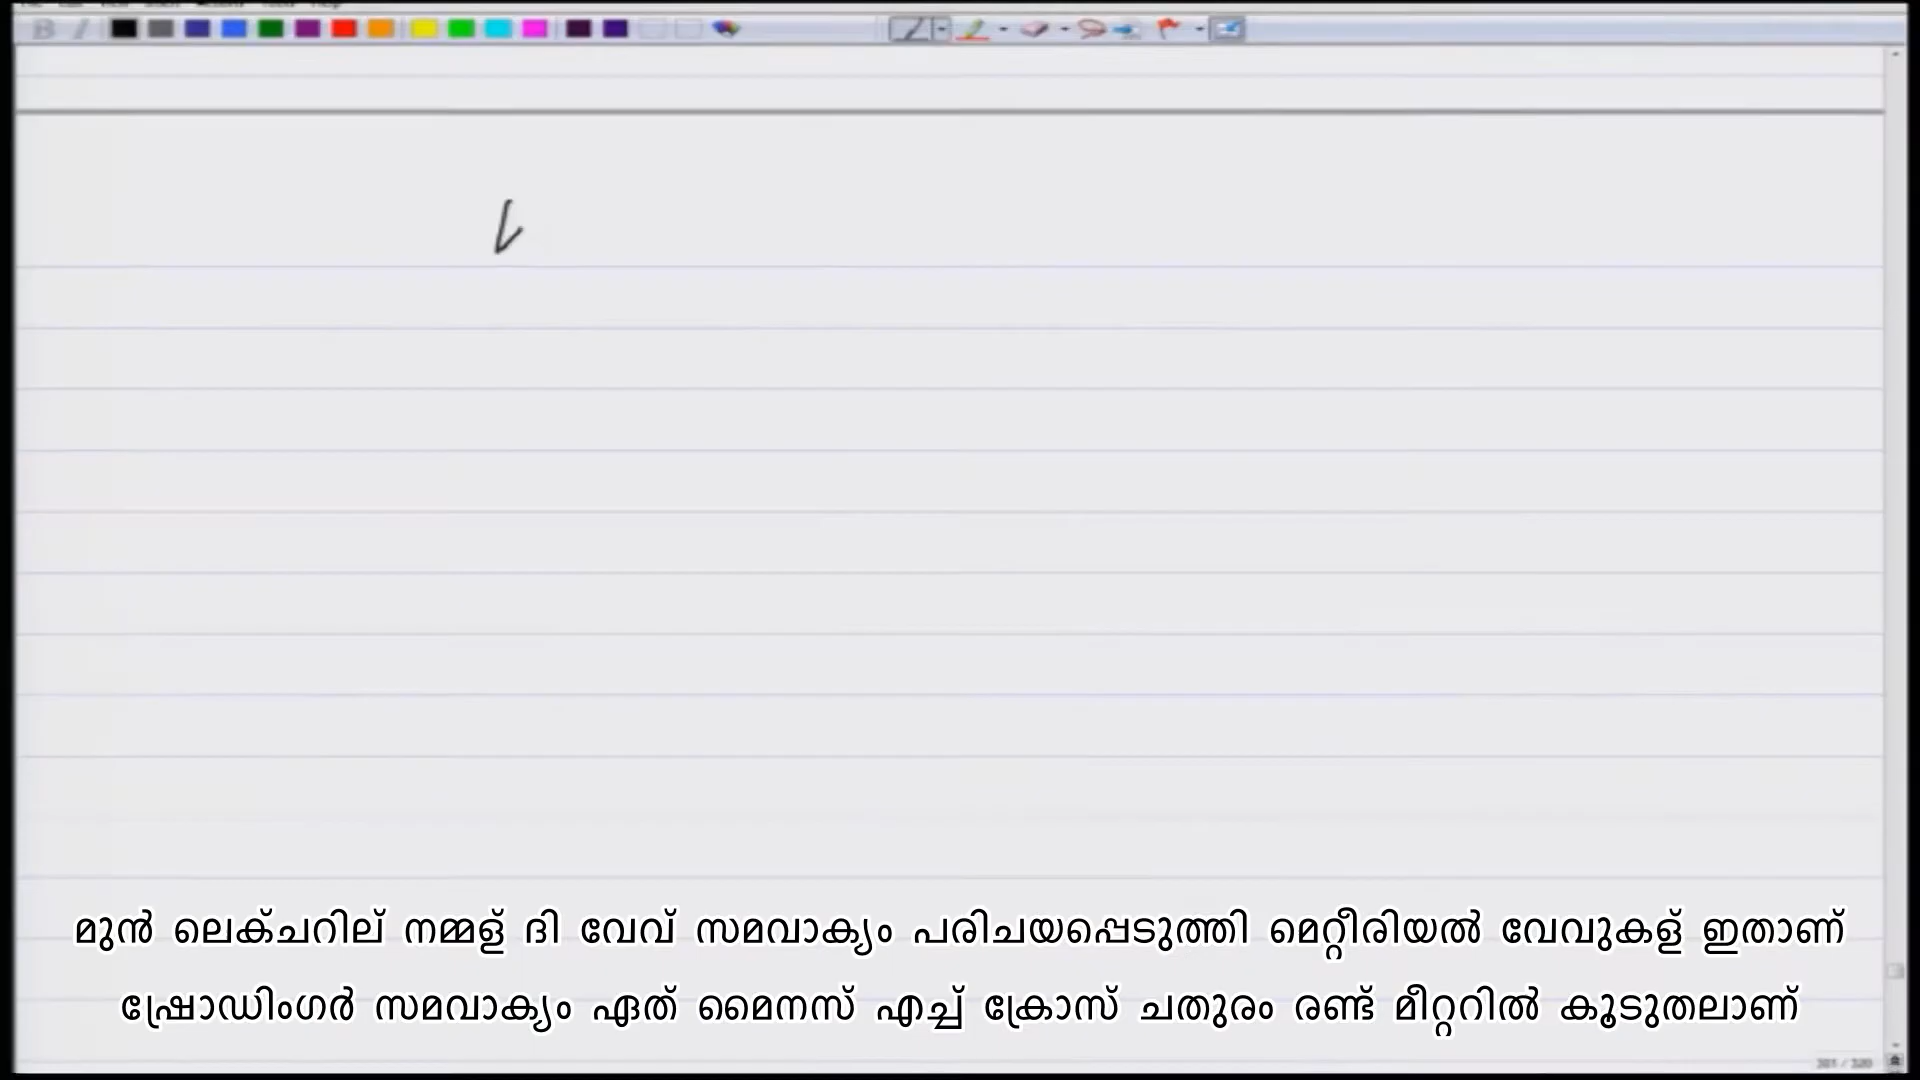 മുൻ ലെക്ചറില് നമ്മള് ദി വേവ് സമവാക്യം പരിചയപ്പെടുത്തി മെറ്റീരിയൽ വേവുകള് ഇതാണ്
ഷ്രോഡിംഗർ സമവാക്യം ഏത് മൈനസ് എച്ച് ക്രോസ് ചതുരം രണ്ട് മീറ്ററിൽ കൂടുതലാണ്